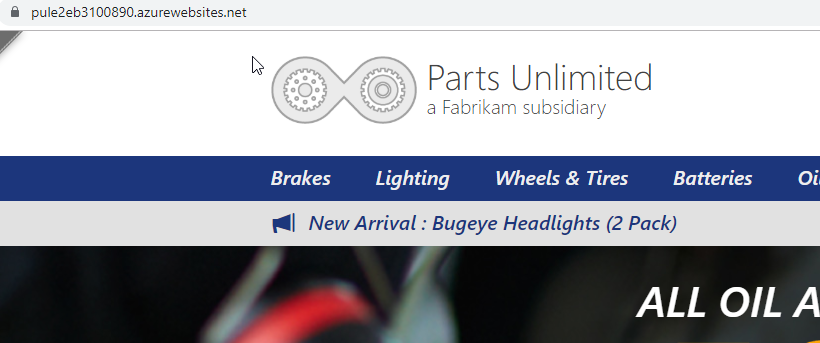 pule2eb3100890.azurewebsites.net
Parts Unlimited
a Fabrikam subsidiary
Brakes Lighting Wheels & Tires Batteries
New Arrival : Bugeye Headlights (2 Pack)
ALL OIL